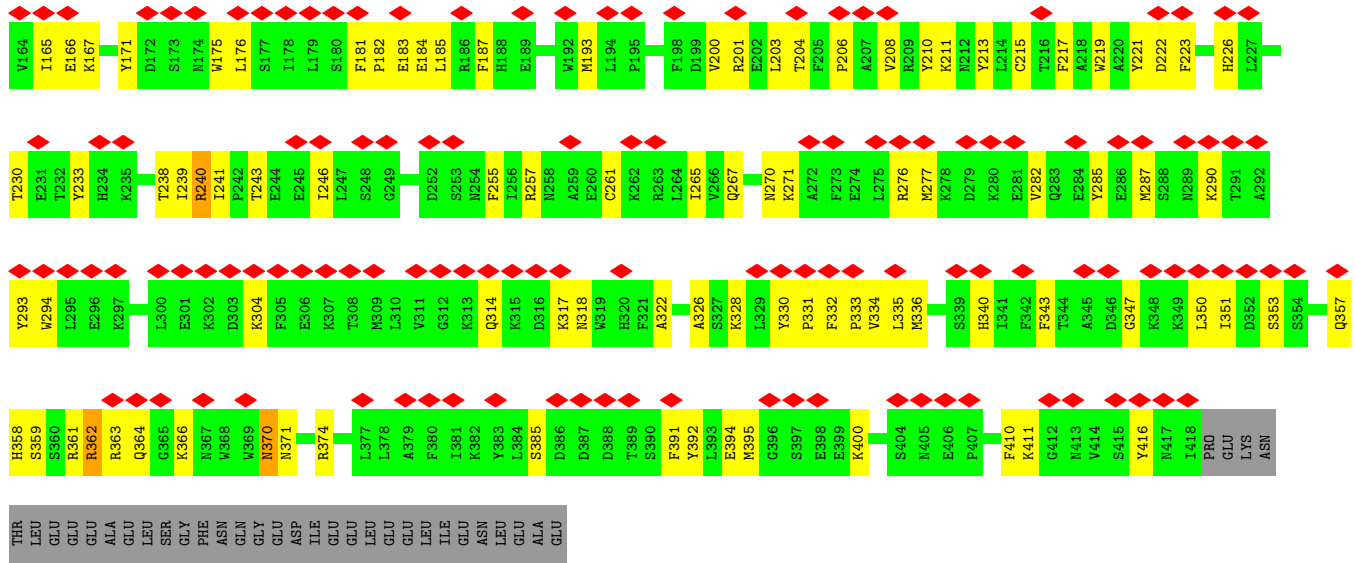 V164 I165 E166 K167 Y171 D172 S173 N174 W175 L176 S177 I178 L179 S180 F181 P182 E183 E184 L185 R186 F187 H188 E189 W192 M193 L194 P195 F198 D199 V200 R201 E202 L203 T204 F205 P206 A207 V208 R209 Y210 K211 N212 Y213 L214 C215 T216 F217 A218 W219 A220 Y221 D222 F223 H226 L227
T230 E231 T232 Y233 H234 K235 T238 I239 R240 I241 P242 T243 E244 E245 I246 L247 S248 G249 D252 S253 N254 F255 I256 R257 N258 A259 E260 C261 K262 R263 L264 I265 V266 Q267 N270 K271 A272 F273 E274 L275 R276 M277 K278 D279 K280 E281 V282 Q283 E284 Y285 E286 M287 S288 N289 K290 T291 A292
Y293 W294 L295 E296 K297 L300 E301 K302 D303 K304 F305 E306 K307 T308 M309 L310 V311 G312 K313 Q314 K315 D316 K317 N318 W319 H320 F321 A322 A326 S327 K328 L329 Y330 P331 F332 P333 V334 L335 M336 S339 H340 I341 F342 F343 T344 A345 D346 G347 K348 K349 L350 I351 D352 S353 S354 Q357
H358 S359 S360 R361 R362 R363 Q364 G365 K366 N367 W368 W369 N370 N371 R374 L377 L378 A379 F380 I381 K382 Y383 L384 S385 D386 D387 D388 T389 S390 F391 Y392 L393 E394 M395 G396 S397 E398 E399 K400 S404 N405 E406 P407 F410 K411 G412 N413 V414 S415 Y416 N417 I418 PRO GLU LYS ASN
THR LEU GLU GLU GLU ALA GLU LEU SER GLY PHE ASN GLN GLY GLU ASP ILE GLU GLU LEU GLU GLU LEU ILE GLU ASN LEU GLU ALA GLU